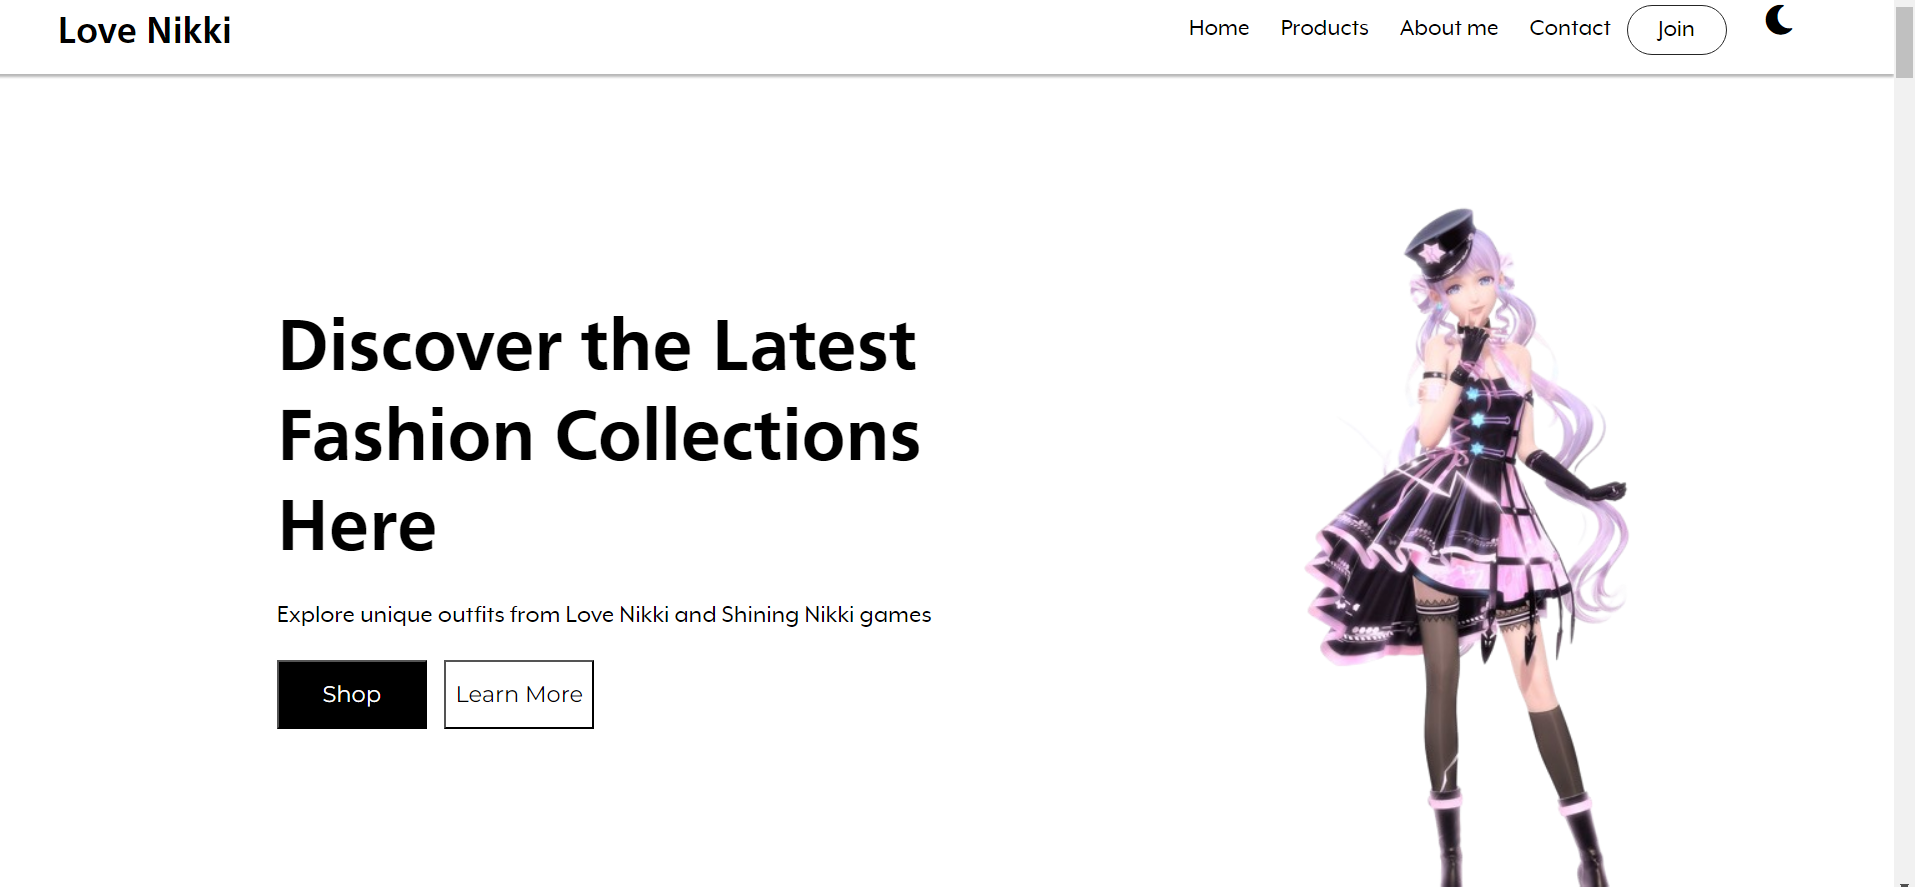 Love Nikki
Home Products About me Contact Join
Discover the Latest
Fashion Collections
Here
Explore unique outfits from Love Nikki and Shining Nikki games
Shop Learn More